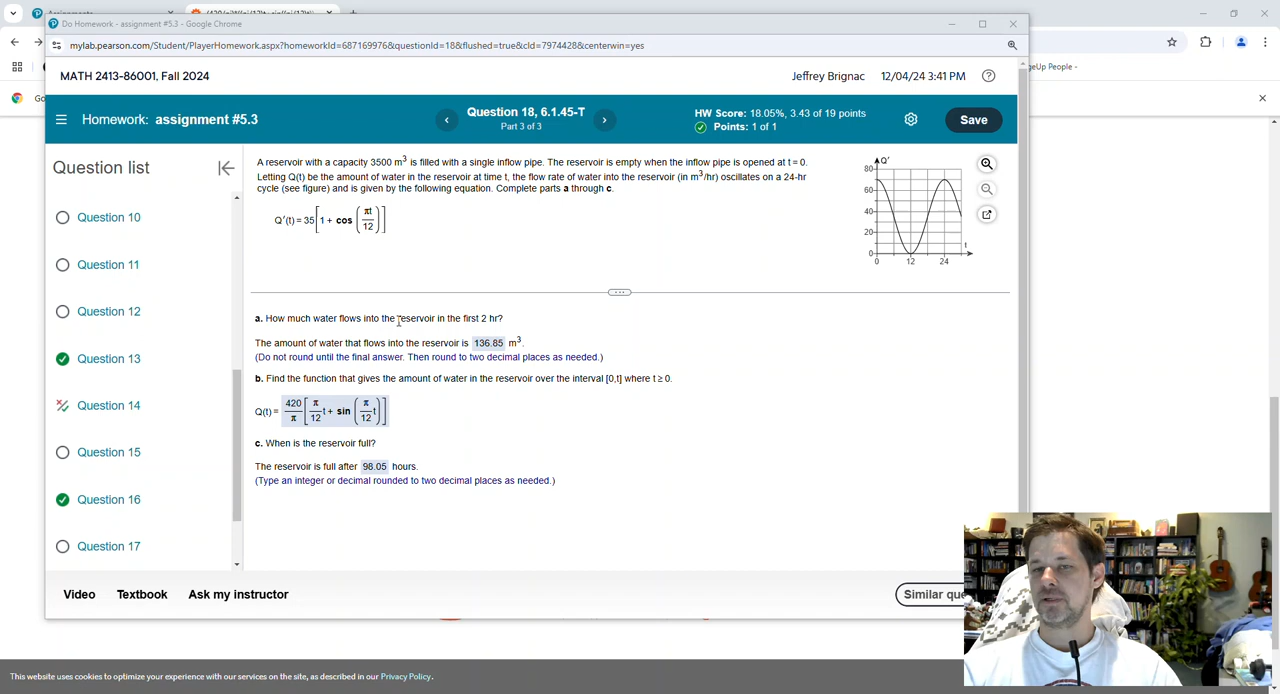 Do Homework - assignment #5.3 - Google Chrome
mylab.pearson.com/Student/PlayerHomework.aspx?homeworkId=687169976&questionId=18&flushed=true&cId=7974428&centerwin=yes
MATH 2413-86001, Fall 2024
Jeffrey Brignac 12/04/24 3:41 PM
Homework: assignment #5.3
Question 18, 6.1.45-T
Part 3 of 3
HW Score: 18.05%, 3.43 of 19 points
Points: 1 of 1
Save
Question list
Question 10
Question 11
Question 12
Question 13
Question 14
Question 15
Question 16
Question 17
A reservoir with a capacity 3500 m³ is filled with a single inflow pipe. The reservoir is empty when the inflow pipe is opened at t = 0.
Letting Q(t) be the amount of water in the reservoir at time t, the flow rate of water into the reservoir (in m³/hr) oscillates on a 24-hr
cycle (see figure) and is given by the following equation. Complete parts a through c.
Q′(t) = 35[1 + cos (πt/12)]
Q'
80
60
40
20
0
t
0 12 24
a. How much water flows into the reservoir in the first 2 hr?
The amount of water that flows into the reservoir is 136.85 m³.
(Do not round until the final answer. Then round to two decimal places as needed.)
b. Find the function that gives the amount of water in the reservoir over the interval [0,t] where t ≥ 0.
Q(t) = 420/π [π/12 t + sin (π/12 t)]
c. When is the reservoir full?
The reservoir is full after 98.05 hours.
(Type an integer or decimal rounded to two decimal places as needed.)
Video Textbook Ask my instructor
Similar que
This website uses cookies to optimize your experience with our services on the site, as described in our Privacy Policy.